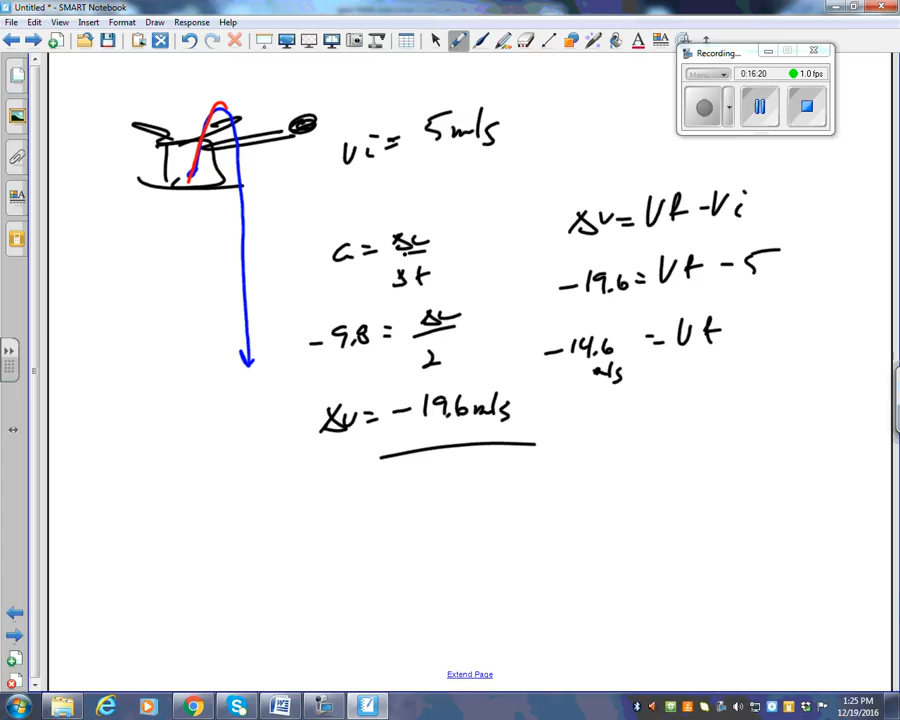 Untitled * - SMART Notebook
File Edit View Insert Format Draw Response Help
Recording...
Menu
0:16:20
1.0 fps
vi = 5 m/s
Δv = Vf - Vi
a = Δv
Δt
-19.6 = Vf - 5
-9.8 = Δv
2
-14.6 = Vf
m/s
Δv = -19.6 m/s
Extend Page
1:25 PM
12/19/2016